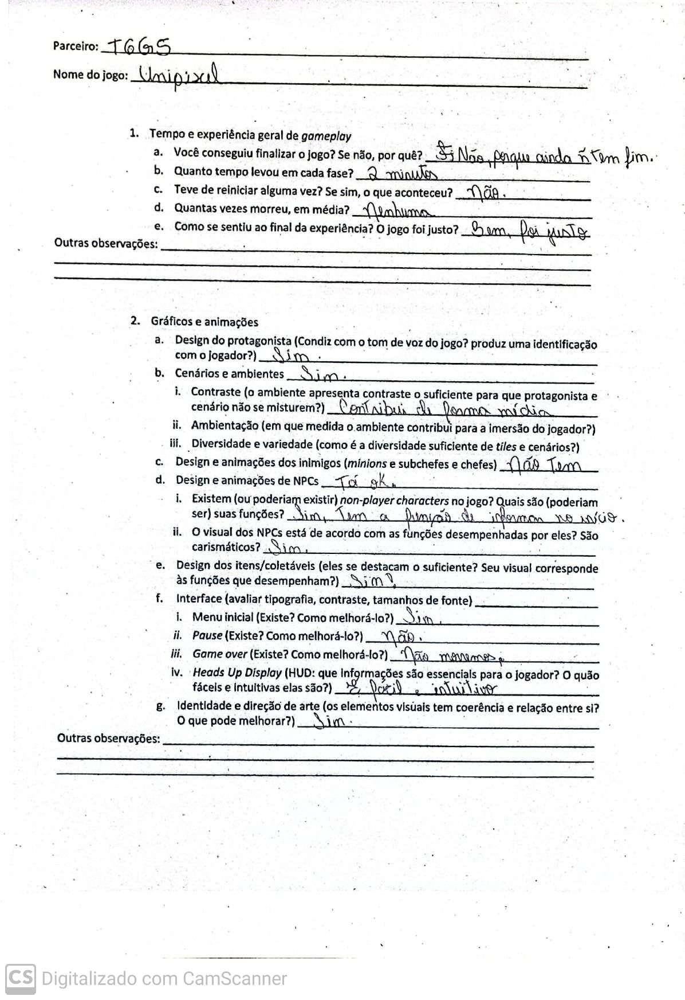 Parceiro: IGGS
Nome do jogo: Unipixel
1. Tempo e experiência geral de gameplay
a. Você conseguiu finalizar o jogo? Se não, por quê? Não, porque ainda ñ tem fim.
b. Quanto tempo levou em cada fase? 2 minutos
c. Teve de reiniciar alguma vez? Se sim, o que aconteceu? Não.
d. Quantas vezes morreu, em média? Nenhuma
e. Como se sentiu ao final da experiência? O jogo foi justo? Bem, foi justo
Outras observações:
2. Gráficos e animações
a. Design do protagonista (Condiz com o tom de voz do jogo? produz uma identificação
com o jogador?) Sim.
b. Cenários e ambientes Sim.
i. Contraste (o ambiente apresenta contraste o suficiente para que protagonista e
cenário não se misturem?) Contribui de forma média
ii. Ambientação (em que medida o ambiente contribui para a imersão do jogador?)
iii. Diversidade e variedade (como é a diversidade suficiente de tiles e cenários?)
c. Design e animações dos inimigos (minions e subchefes e chefes) Não Tem
d. Design e animações de NPCs Tá ok.
i. Existem (ou poderiam existir) non-player characters no jogo? Quais são (poderiam
ser) suas funções? Sim, Tem a função de informar no início.
ii. O visual dos NPCs está de acordo com as funções desempenhadas por eles? São
carismáticos? Sim.
e. Design dos itens/coletáveis (eles se destacam o suficiente? Seu visual corresponde
às funções que desempenham?) Sim!
f. Interface (avaliar tipografia, contraste, tamanhos de fonte)
i. Menu inicial (Existe? Como melhorá-lo?) Sim.
ii. Pause (Existe? Como melhorá-lo?) Não.
iii. Game over (Existe? Como melhorá-lo?) Não morremos
iv. Heads Up Display (HUD: que informações são essenciais para o jogador? O quão
fáceis e intuitivas elas são?) É fácil e intuitivo
g. Identidade e direção de arte (os elementos visuais tem coerência e relação entre si?
O que pode melhorar?) Sim.
Outras observações:
CS Digitalizado com CamScanner